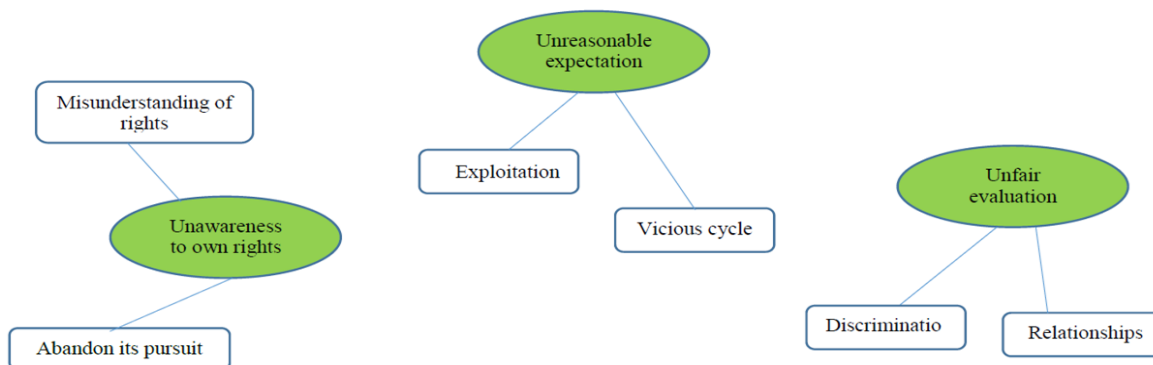 Misunderstanding of
rights
Unawareness
to own rights
Abandon its pursuit
Unreasonable
expectation
Exploitation
Vicious cycle
Unfair
evaluation
Discriminatio
Relationships